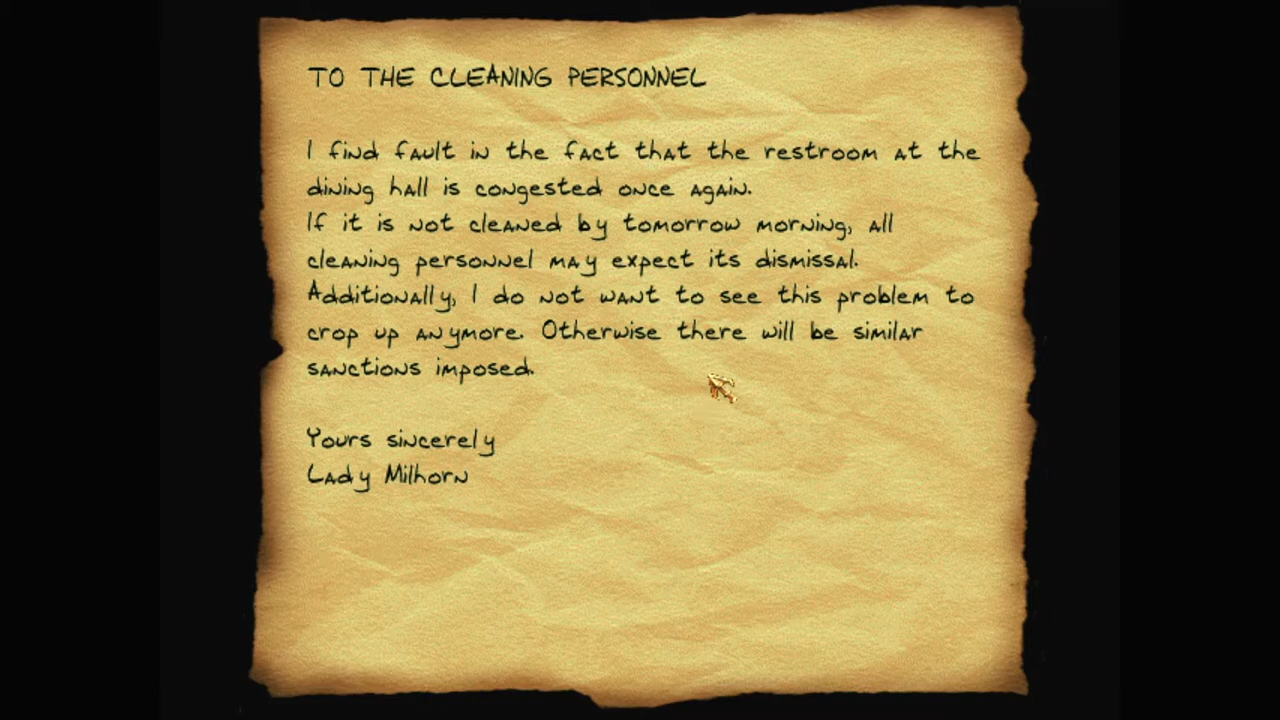 TO THE CLEANING PERSONNEL
I find fault in the fact that the restroom at the
dining hall is congested once again.
If it is not cleaned by tomorrow morning, all
cleaning personnel may expect its dismissal.
Additionally, I do not want to see this problem to
crop up anymore. Otherwise there will be similar
sanctions imposed.
Yours sincerely
Lady Milhorn